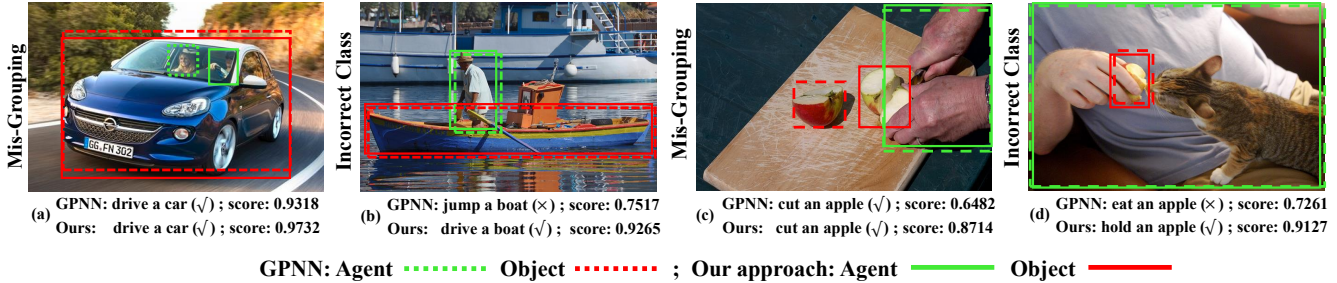 Mis-Grouping
GG·FN 302
(a) GPNN: drive a car (√) ; score: 0.9318
Ours: drive a car (√) ; score: 0.9732
Incorrect Class
(b) GPNN: jump a boat (×) ; score: 0.7517
Ours: drive a boat (√) ; score: 0.9265
Mis-Grouping
(c) GPNN: cut an apple (√) ; score: 0.6482
Ours: cut an apple (√) ; score: 0.8714
Incorrect Class
(d) GPNN: eat an apple (×) ; score: 0.7261
Ours: hold an apple (√) ; score: 0.9127
GPNN: Agent Object ; Our approach: Agent Object